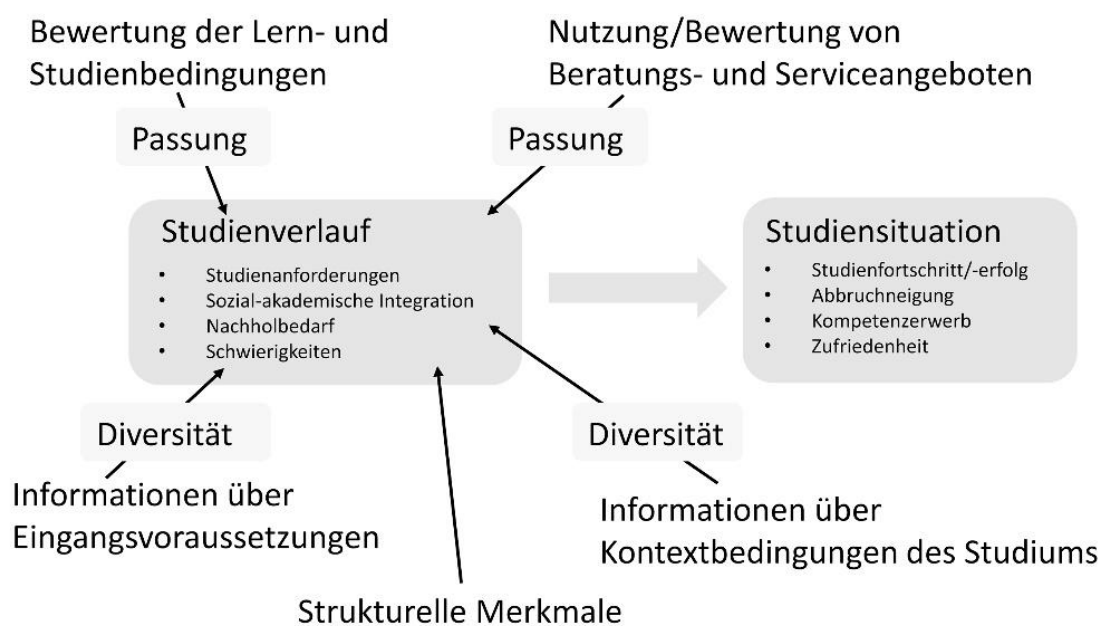 Bewertung der Lern- und
Studienbedingungen
Nutzung/Bewertung von
Beratungs- und Serviceangeboten
Passung
Passung
Studienverlauf
• Studienanforderungen
• Sozial-akademische Integration
• Nachholbedarf
• Schwierigkeiten
Studiensituation
• Studienfortschritt/-erfolg
• Abbruchneigung
• Kompetenzerwerb
• Zufriedenheit
Diversität
Diversität
Informationen über
Eingangsvoraussetzungen
Informationen über
Kontextbedingungen des Studiums
Strukturelle Merkmale